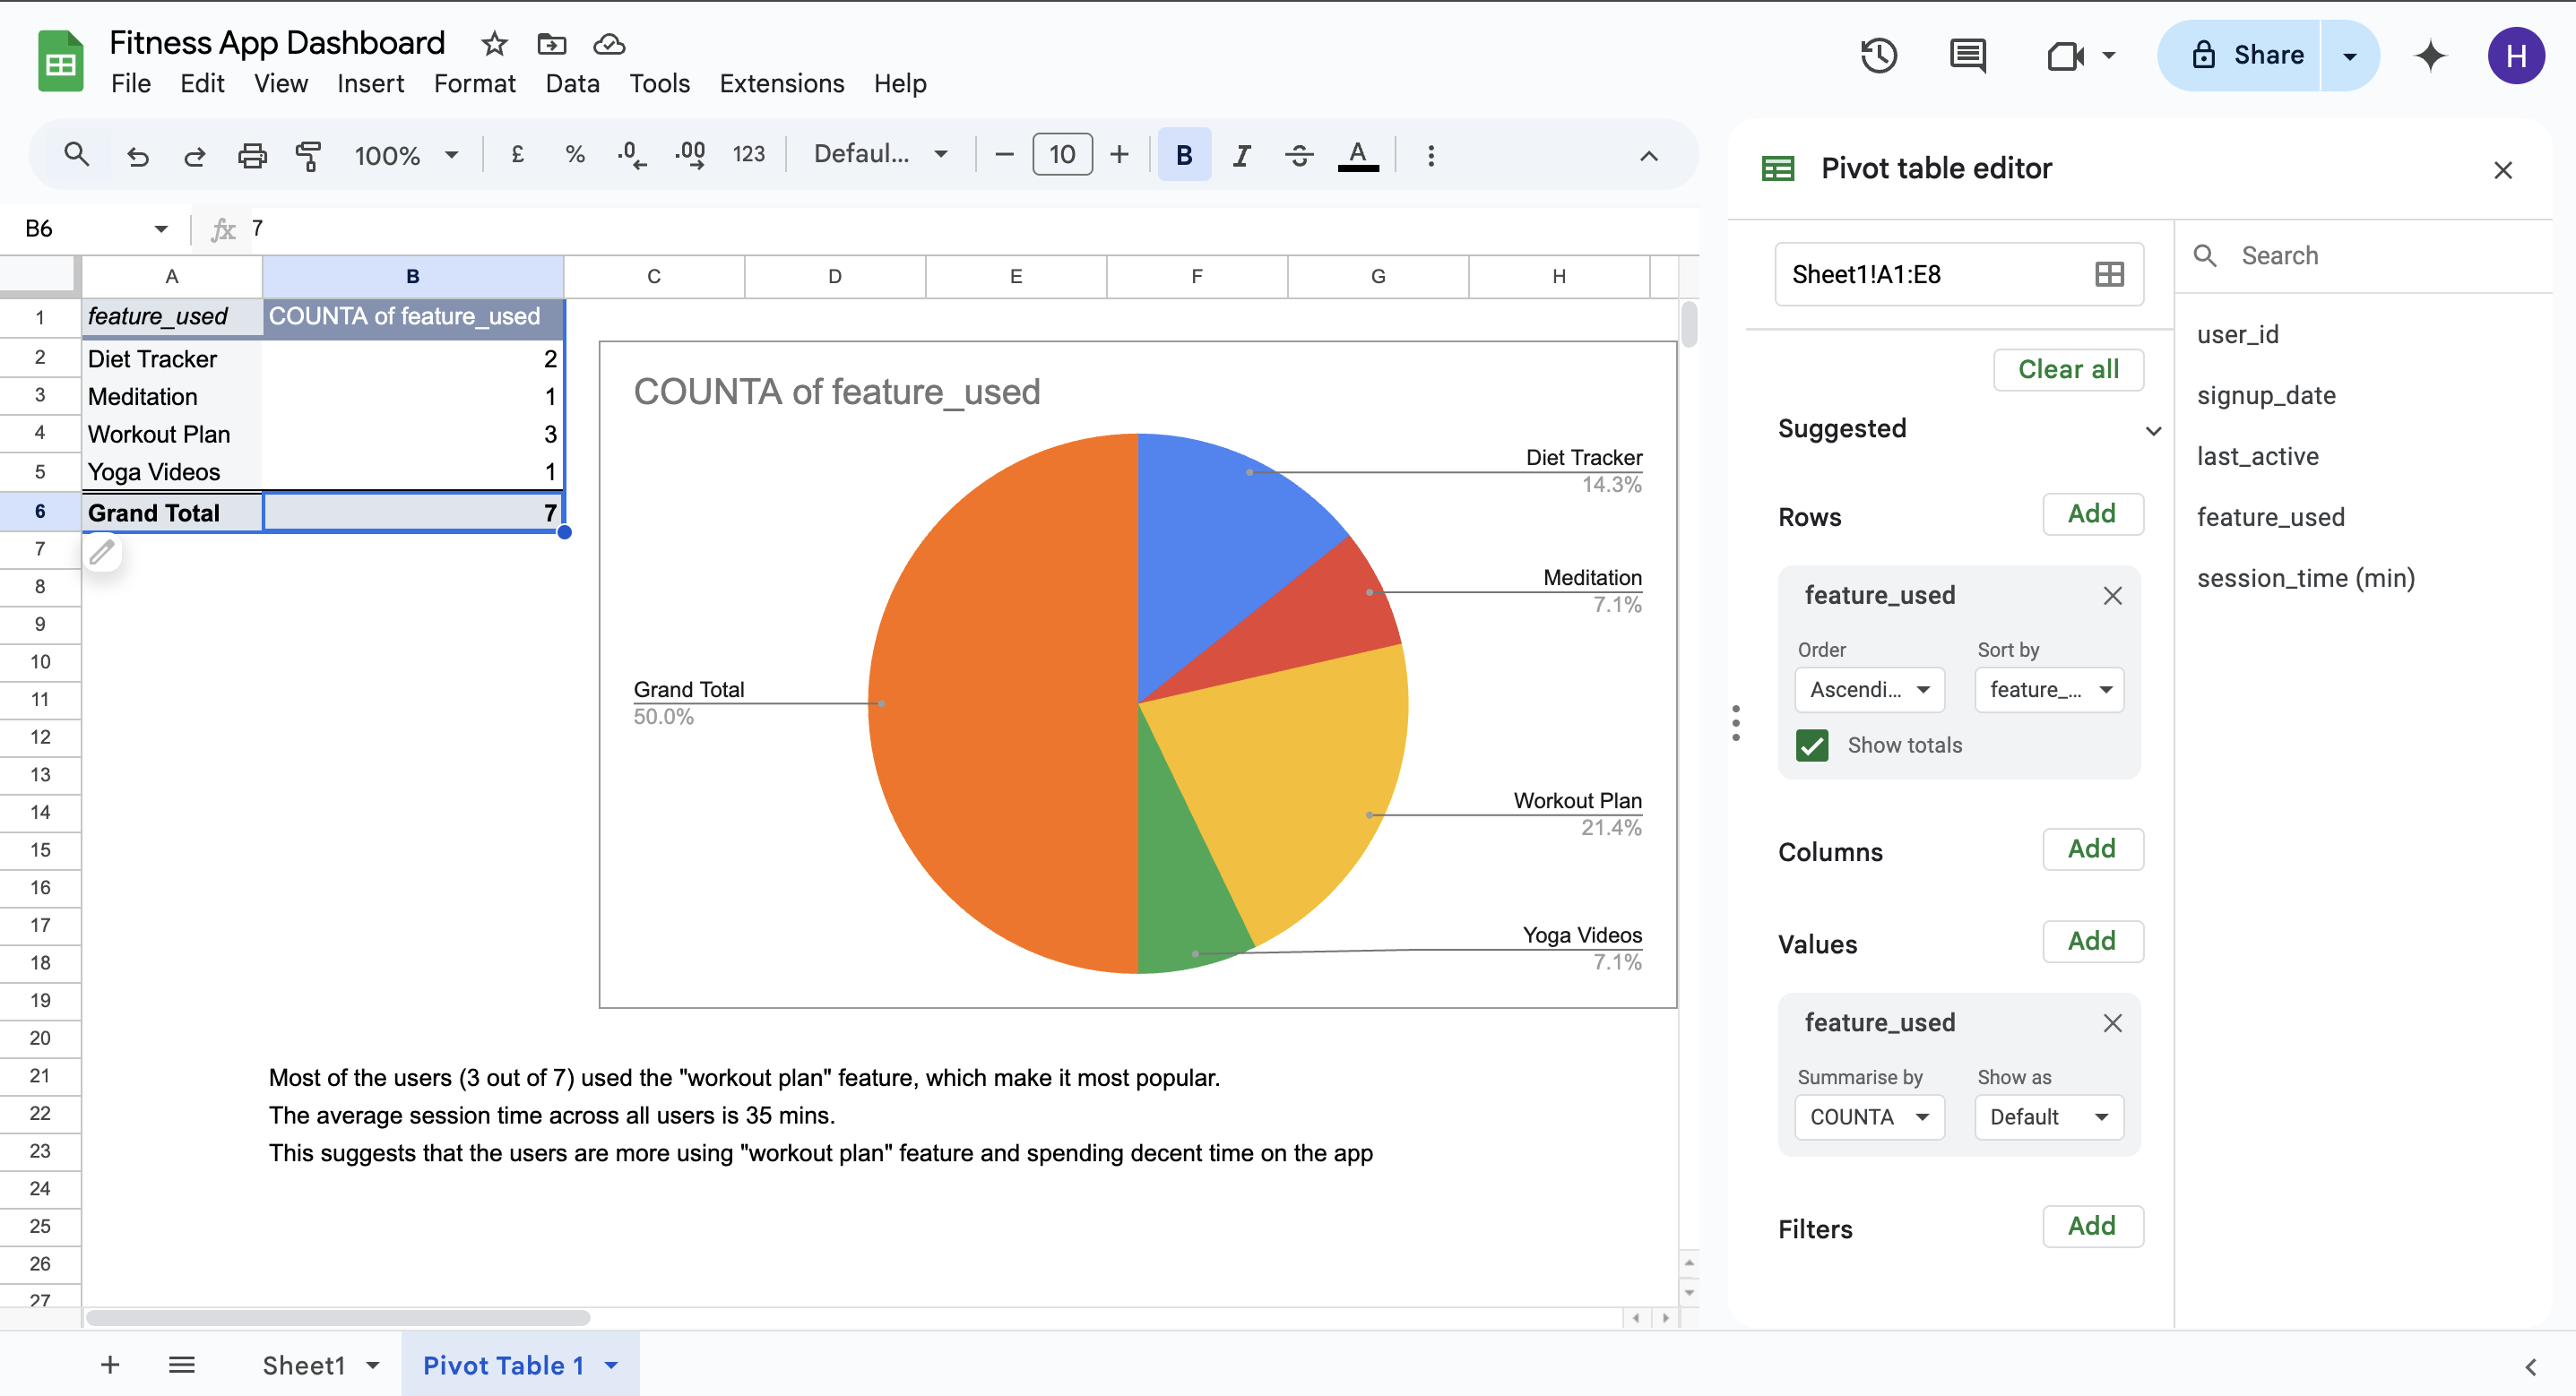 Fitness App Dashboard
File Edit View Insert Format Data Tools Extensions Help
Share
H
100% £ % .0 .00 123 Defaul... 10 B I S A
B6 fx 7
Pivot table editor
A B C D E F G H
1 feature_used COUNTA of feature_used
2 Diet Tracker 2
3 Meditation 1
4 Workout Plan 3
5 Yoga Videos 1
6 Grand Total 7
7
8
9
10
11
12
13
14
15
16
17
18
19
20
21 Most of the users (3 out of 7) used the "workout plan" feature, which make it most popular.
22 The average session time across all users is 35 mins.
23 This suggests that the users are more using "workout plan" feature and spending decent time on the app
24
25
26
27
COUNTA of feature_used
Diet Tracker
14.3%
Meditation
7.1%
Grand Total
50.0%
Workout Plan
21.4%
Yoga Videos
7.1%
Sheet1!A1:E8
Clear all
Suggested
Rows Add
feature_used
Order Sort by
Ascendi... feature_...
Show totals
Columns Add
Values Add
feature_used
Summarise by Show as
COUNTA Default
Filters Add
Search
user_id
signup_date
last_active
feature_used
session_time (min)
Sheet1 Pivot Table 1